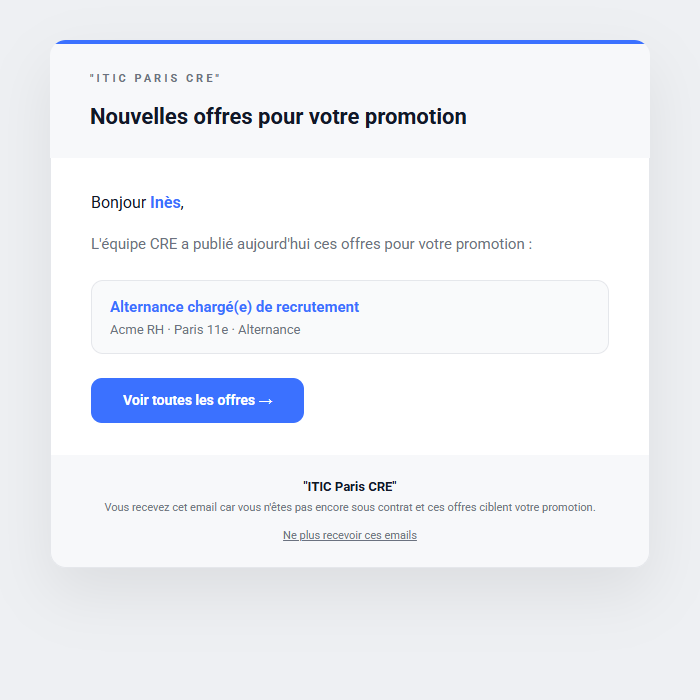 "ITIC PARIS CRE"
Nouvelles offres pour votre promotion
Bonjour Inès,
L'équipe CRE a publié aujourd'hui ces offres pour votre promotion :
Alternance chargé(e) de recrutement
Acme RH · Paris 11e · Alternance
Voir toutes les offres →
"ITIC Paris CRE"
Vous recevez cet email car vous n'êtes pas encore sous contrat et ces offres ciblent votre promotion.
Ne plus recevoir ces emails